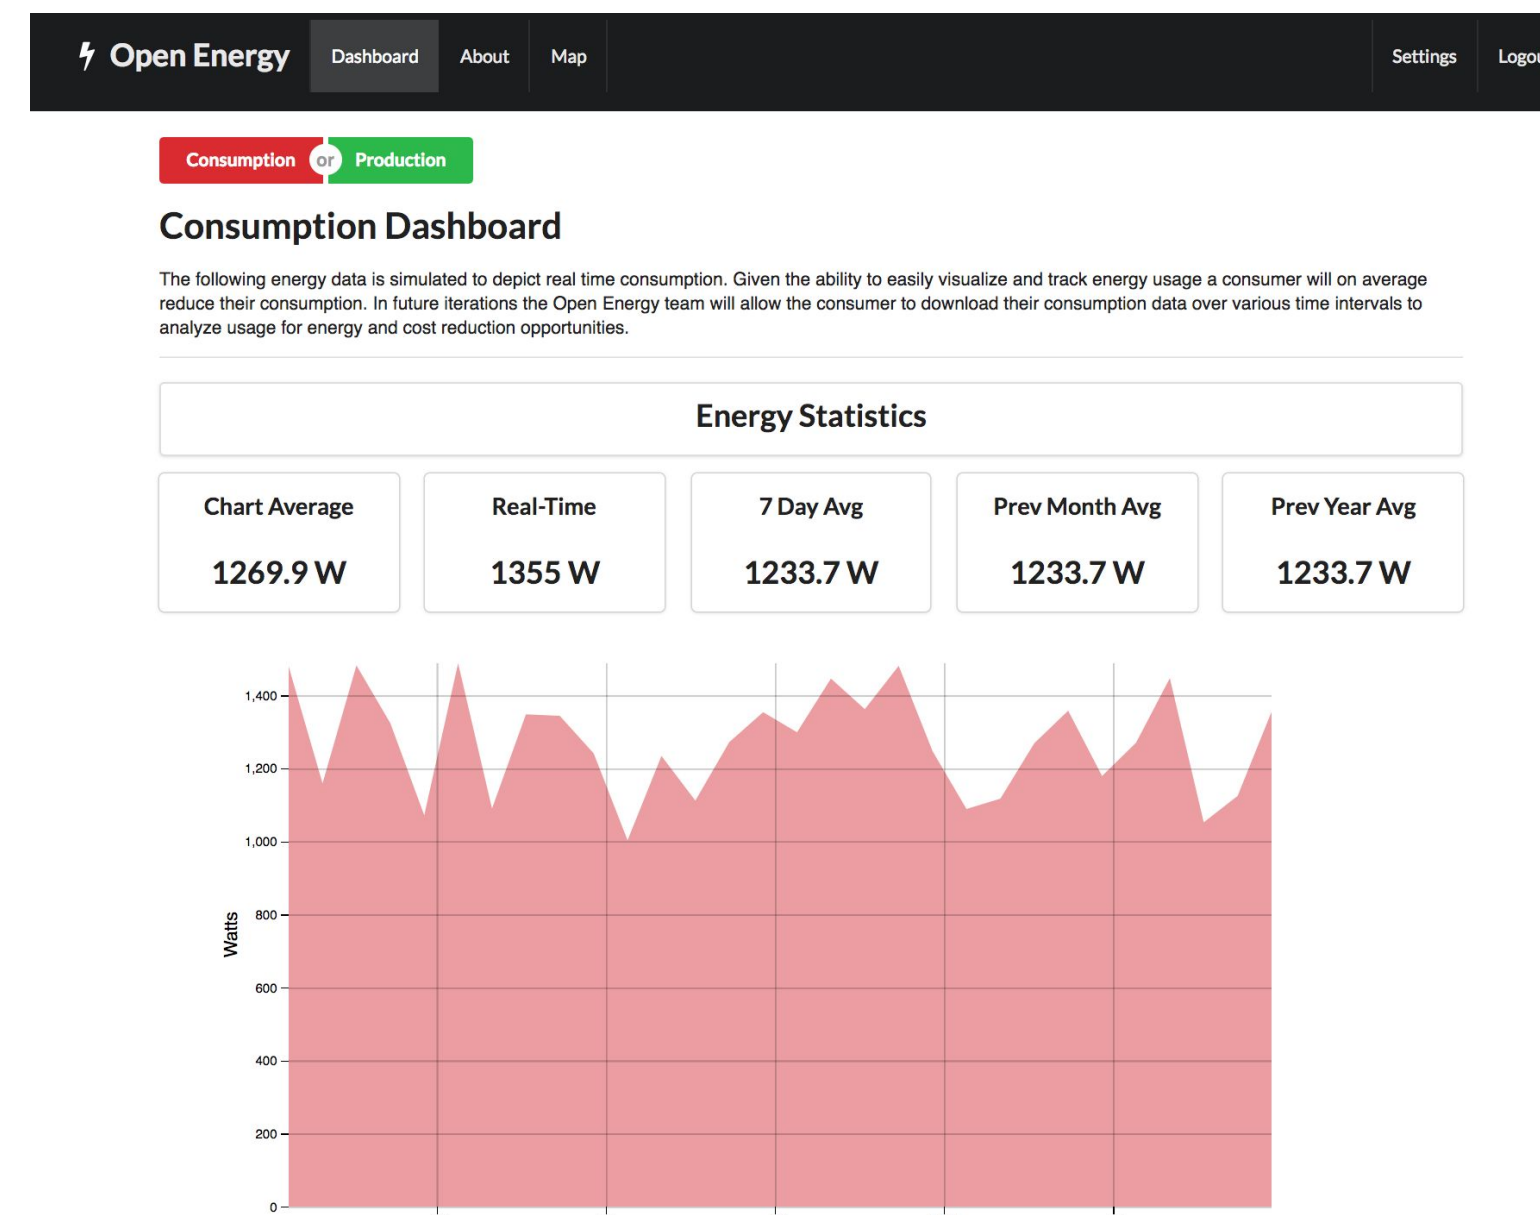 Open Energy Dashboard About Map Settings Logou
Consumption or Production
Consumption Dashboard
The following energy data is simulated to depict real time consumption. Given the ability to easily visualize and track energy usage a consumer will on average
reduce their consumption. In future iterations the Open Energy team will allow the consumer to download their consumption data over various time intervals to
analyze usage for energy and cost reduction opportunities.
Energy Statistics
Chart Average Real-Time 7 Day Avg Prev Month Avg Prev Year Avg
1269.9 W 1355 W 1233.7 W 1233.7 W 1233.7 W
1,400
1,200
1,000
800
Watts
600
400
200
0